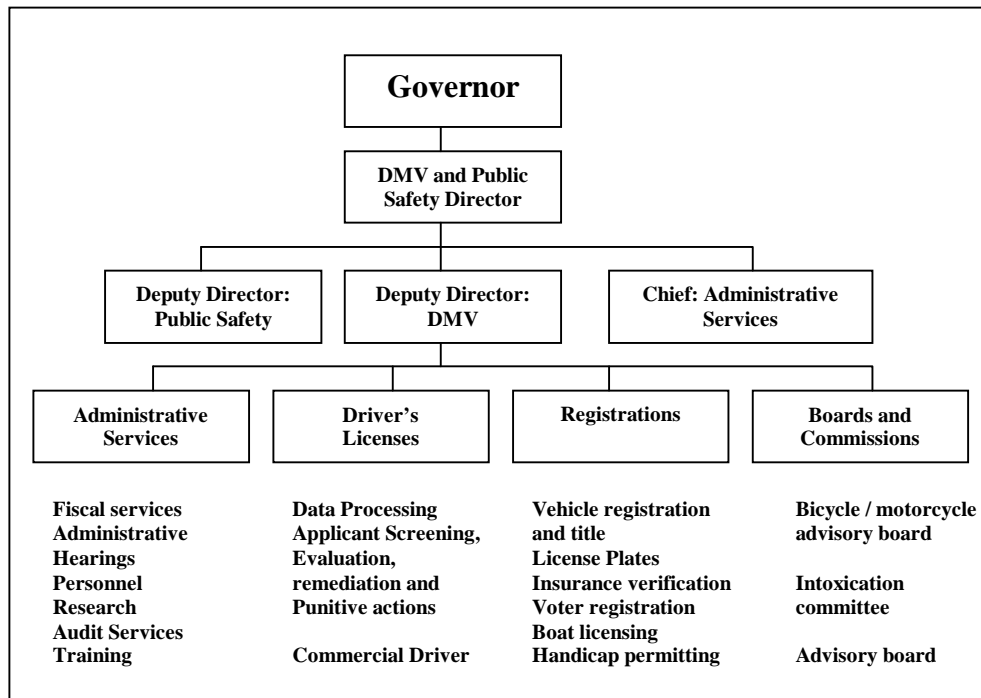 Governor
DMV and Public
Safety Director
Deputy Director:
Public Safety
Deputy Director:
DMV
Chief: Administrative
Services
Administrative
Services
Driver's
Licenses
Registrations
Boards and
Commissions
Fiscal services
Administrative
Hearings
Personnel
Research
Audit Services
Training
Data Processing
Applicant Screening,
Evaluation,
remediation and
Punitive actions
Commercial Driver
Vehicle registration
and title
License Plates
Insurance verification
Voter registration
Boat licensing
Handicap permitting
Bicycle / motorcycle
advisory board
Intoxication
committee
Advisory board